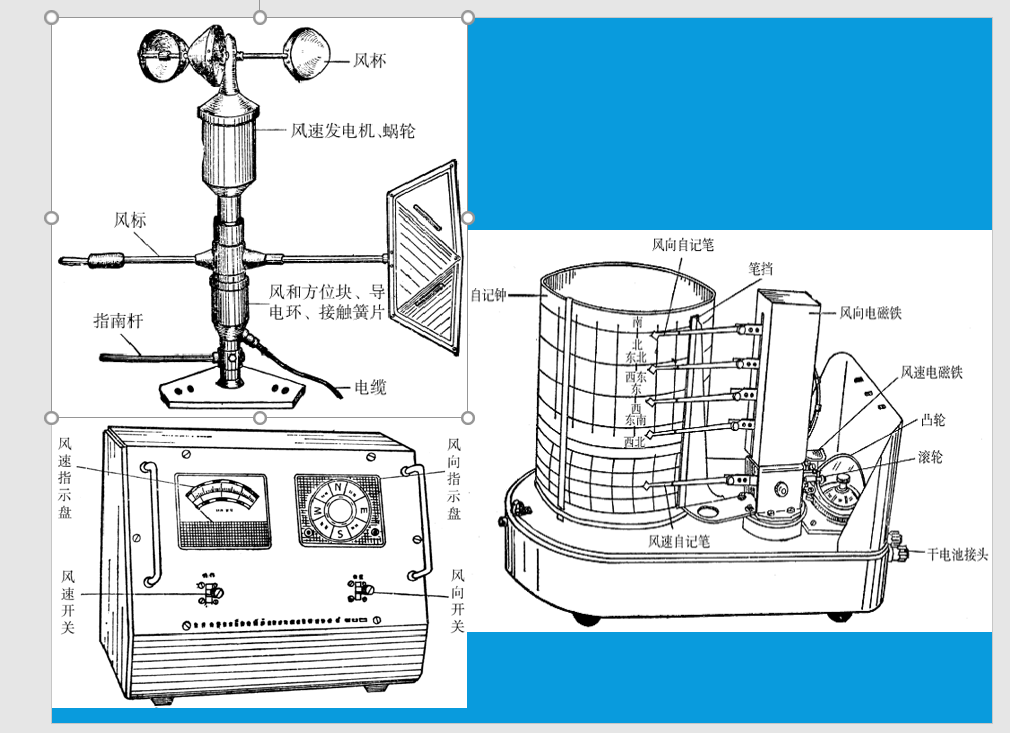 风杯
风速发电机、蜗轮
风标
风和方位块、导
电环、接触簧片
指南杆
电缆
风速指示盘
风向指示盘
N
E
S
W
风速开关
风向开关
风向自记笔
笔挡
自记钟
风向电磁铁
南
北
东北
西东
东
西
东南
西北
风速电磁铁
凸轮
滚轮
风速自记笔
干电池接头